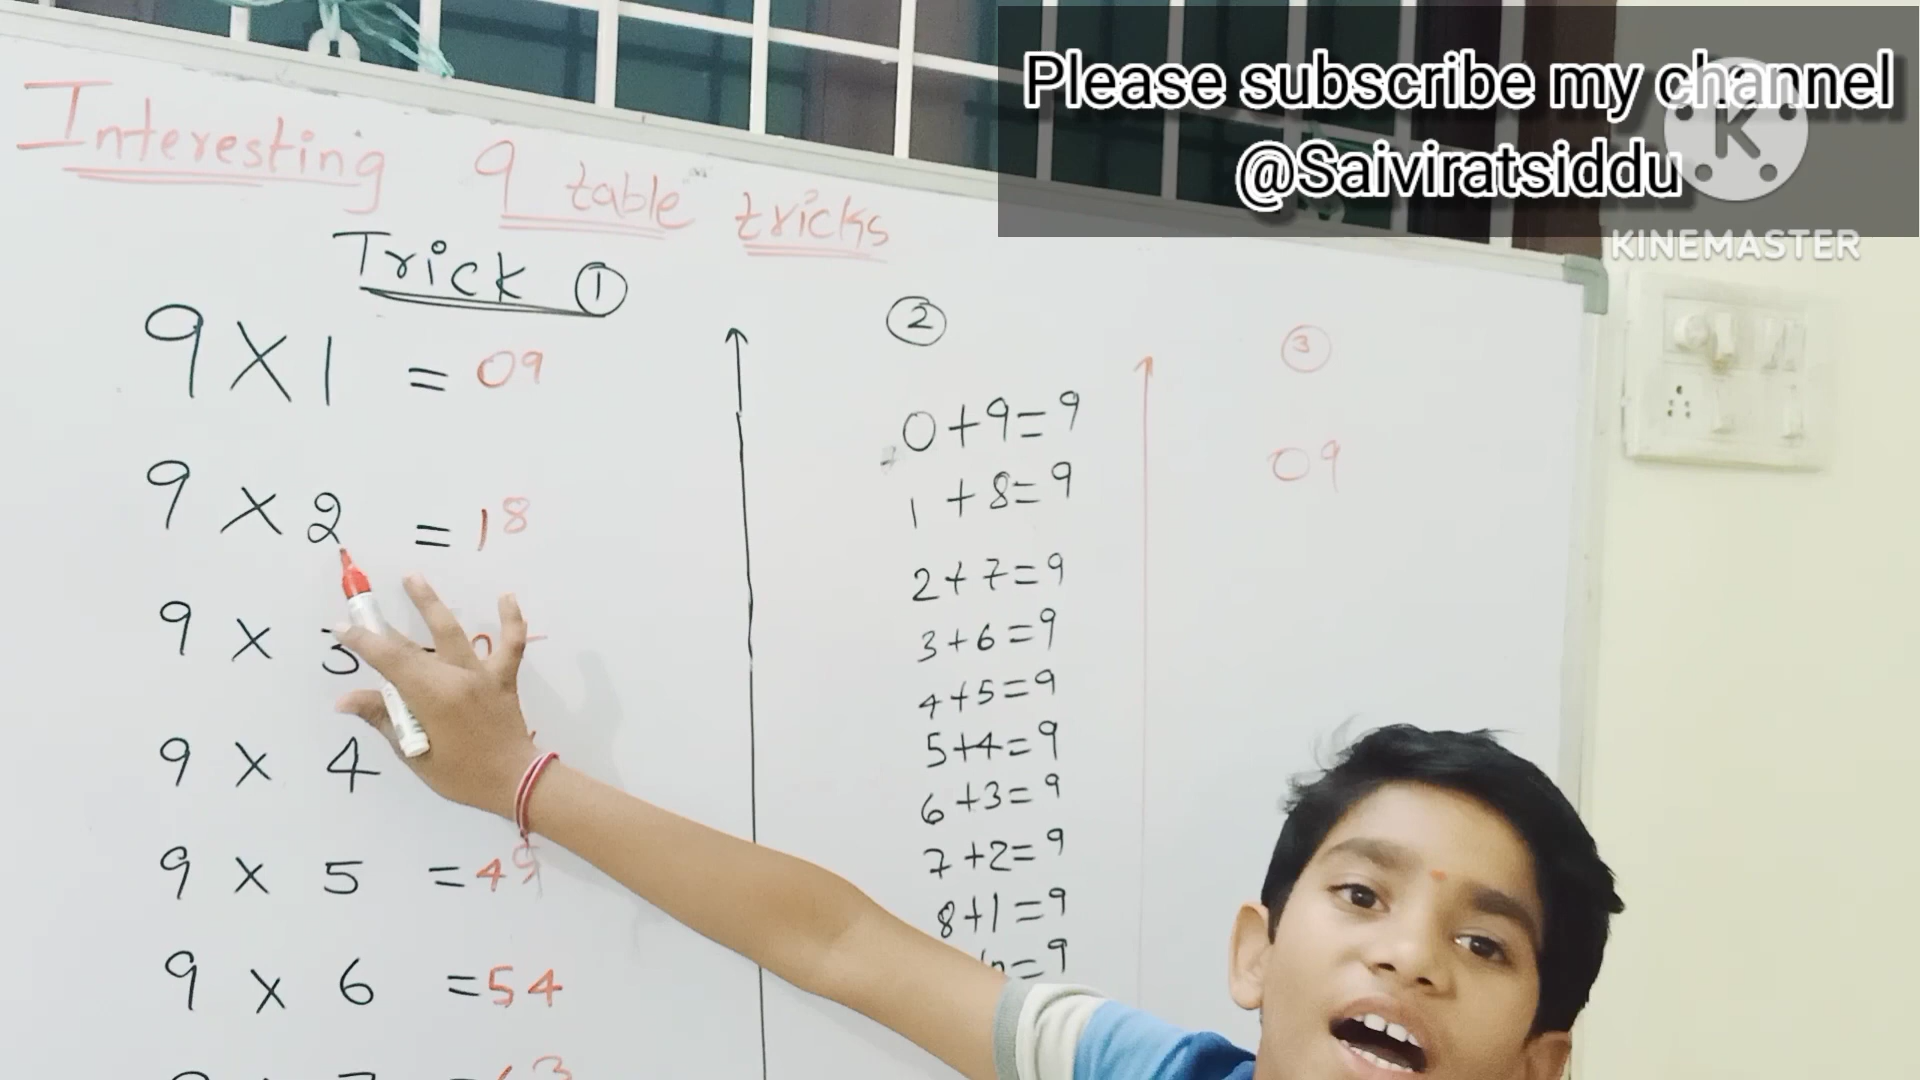 Please subscribe my channel
@Saiviratsiddu
K
KINEMASTER
Interesting 9 table tricks
Trick ①
9 × 1 = 09
9 × 2 = 18
9 × 3
9 × 4
9 × 5 = 45
9 × 6 = 54
②
0+9=9
1+8=9
2+7=9
3+6=9
4+5=9
5+4=9
6+3=9
7+2=9
8+1=9
=9
③
09